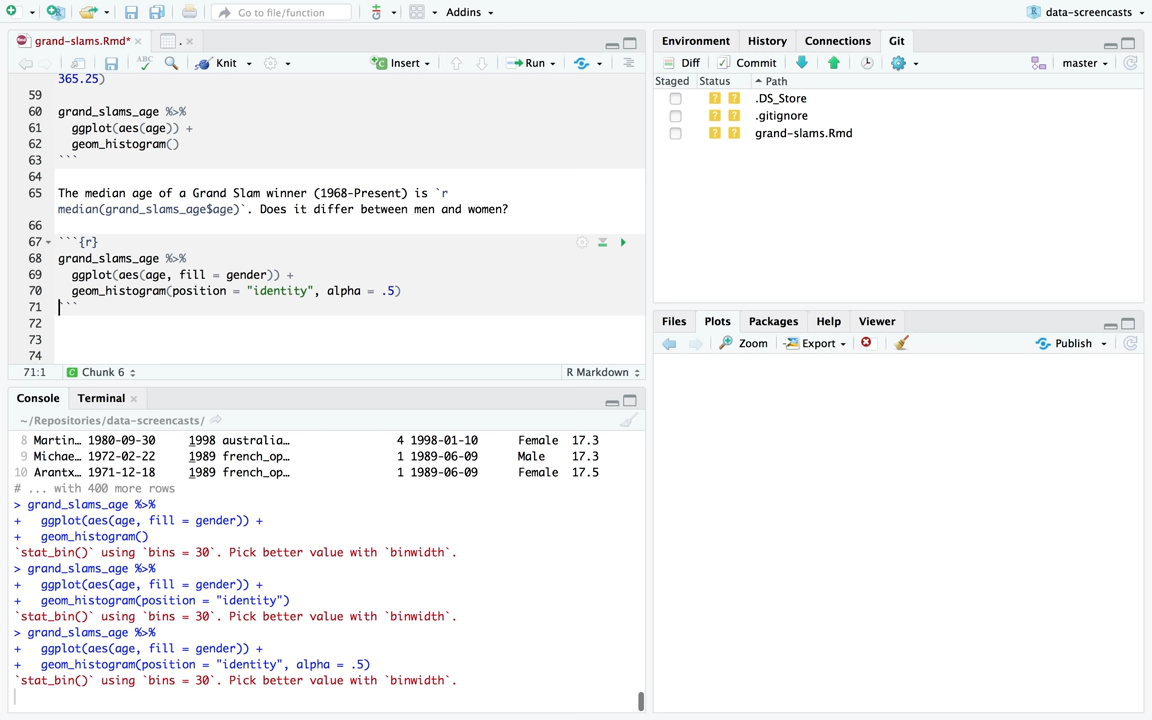 Go to file/function
Addins
data-screencasts
grand-slams.Rmd*
.
ABC
Knit
Insert
Run
365.25)
59
60 grand_slams_age %>%
61 ggplot(aes(age)) +
62 geom_histogram()
63 ```
64
65 The median age of a Grand Slam winner (1968-Present) is `r
median(grand_slams_age$age)`. Does it differ between men and women?
66
67 ```{r}
68 grand_slams_age %>%
69 ggplot(aes(age, fill = gender)) +
70 geom_histogram(position = "identity", alpha = .5)
71 ```
72
73
74
71:1 Chunk 6 R Markdown
Console Terminal
~/Repositories/data-screencasts/
8 Martin… 1980-09-30 1998 australia… 4 1998-01-10 Female 17.3
9 Michae… 1972-02-22 1989 french_op… 1 1989-06-09 Male 17.3
10 Arantx… 1971-12-18 1989 french_op… 1 1989-06-09 Female 17.5
# ... with 400 more rows
> grand_slams_age %>%
+ ggplot(aes(age, fill = gender)) +
+ geom_histogram()
`stat_bin()` using `bins = 30`. Pick better value with `binwidth`.
> grand_slams_age %>%
+ ggplot(aes(age, fill = gender)) +
+ geom_histogram(position = "identity")
`stat_bin()` using `bins = 30`. Pick better value with `binwidth`.
> grand_slams_age %>%
+ ggplot(aes(age, fill = gender)) +
+ geom_histogram(position = "identity", alpha = .5)
`stat_bin()` using `bins = 30`. Pick better value with `binwidth`.
Environment History Connections Git
Diff Commit master
Staged Status Path
? ? .DS_Store
? ? .gitignore
? ? grand-slams.Rmd
Files Plots Packages Help Viewer
Zoom Export Publish